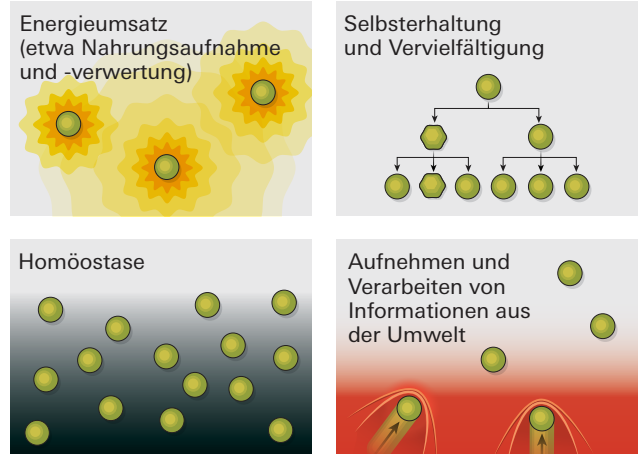 Energieumsatz
(etwa Nahrungsaufnahme
und -verwertung)
Selbsterhaltung
und Vervielfältigung
Homöostase
Aufnehmen und
Verarbeiten von
Informationen aus
der Umwelt